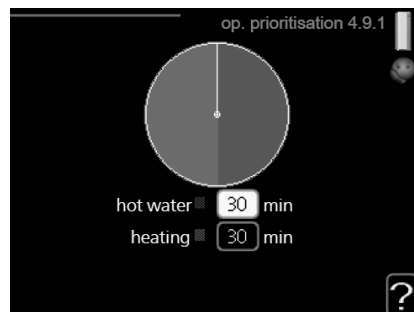 op. prioritisation 4.9.1
hot water 30 min
heating 30 min
?